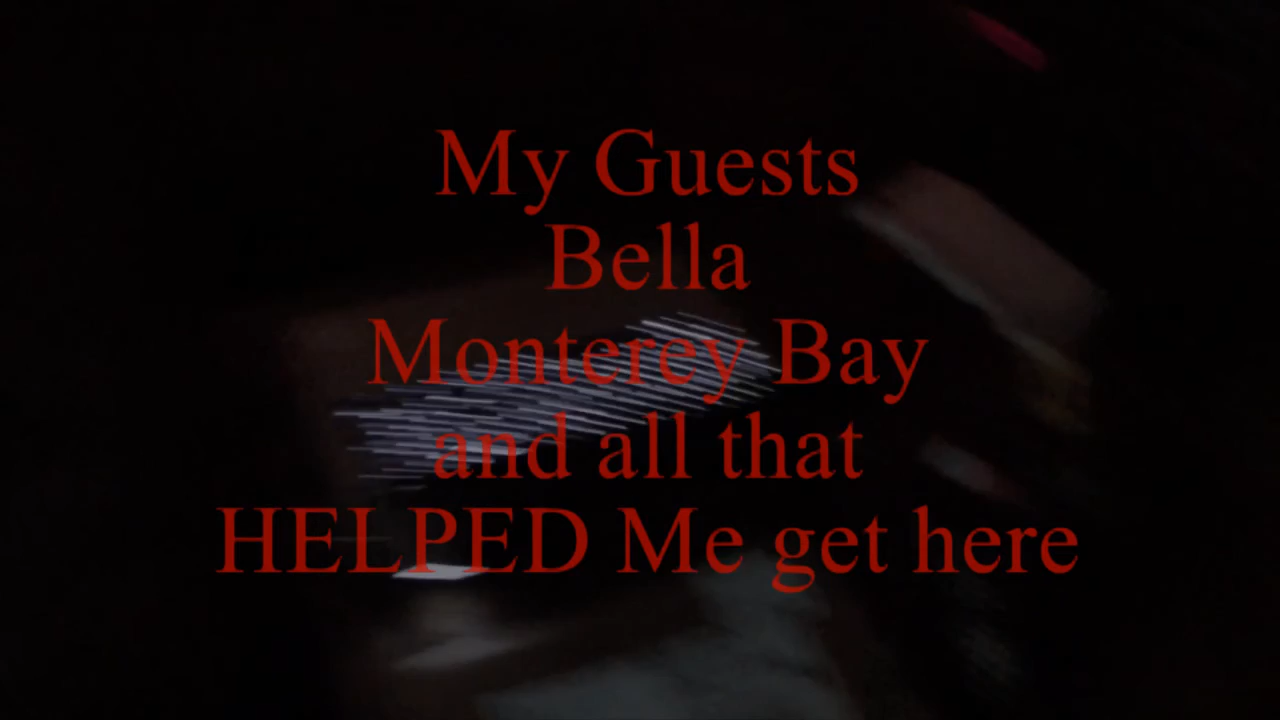 My Guests
Bella
Monterey Bay
and all that
HELPED Me get here